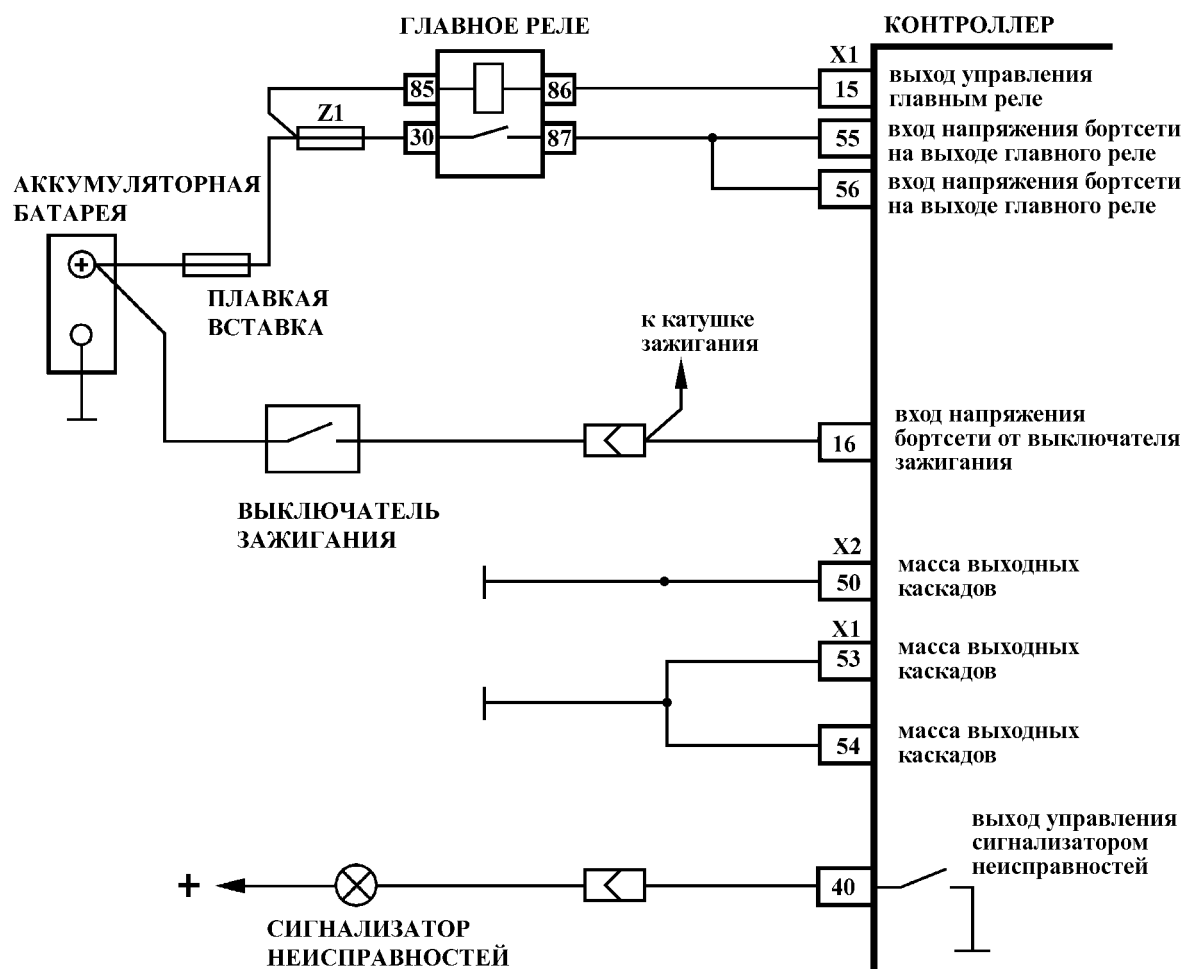 ГЛАВНОЕ РЕЛЕ
КОНТРОЛЛЕР
X1
85
86
15
выход управления
главным реле
Z1
30
87
55
вход напряжения бортсети
на выходе главного реле
56
вход напряжения бортсети
на выходе главного реле
АККУМУЛЯТОРНАЯ
БАТАРЕЯ
+
ПЛАВКАЯ
ВСТАВКА
к катушке
зажигания
16
вход напряжения
бортсети от выключателя
зажигания
ВЫКЛЮЧАТЕЛЬ
ЗАЖИГАНИЯ
X2
50
масса выходных
каскадов
X1
53
масса выходных
каскадов
54
масса выходных
каскадов
выход управления
сигнализатором
неисправностей
+
40
СИГНАЛИЗАТОР
НЕИСПРАВНОСТЕЙ